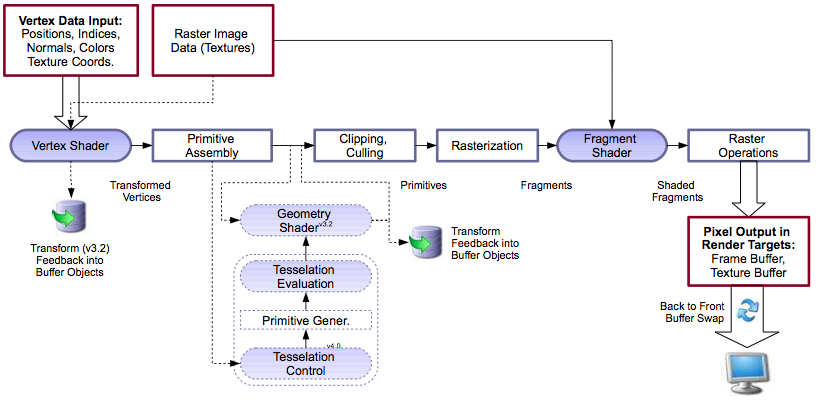 Vertex Data Input:
Positions, Indices,
Normals, Colors
Texture Coords.
Raster Image
Data (Textures)
Vertex Shader
Primitive
Assembly
Clipping,
Culling
Rasterization
Fragment
Shader
Raster
Operations
Transformed
Vertices
Primitives
Fragments
Shaded
Fragments
Transform (v3.2)
Feedback into
Buffer Objects
Geometry
Shader v3.2
Transform
Feedback into
Buffer Objects
Tesselation
Evaluation
Primitive Gener.
v4.0
Tesselation
Control
Pixel Output in
Render Targets:
Frame Buffer,
Texture Buffer
Back to Front
Buffer Swap